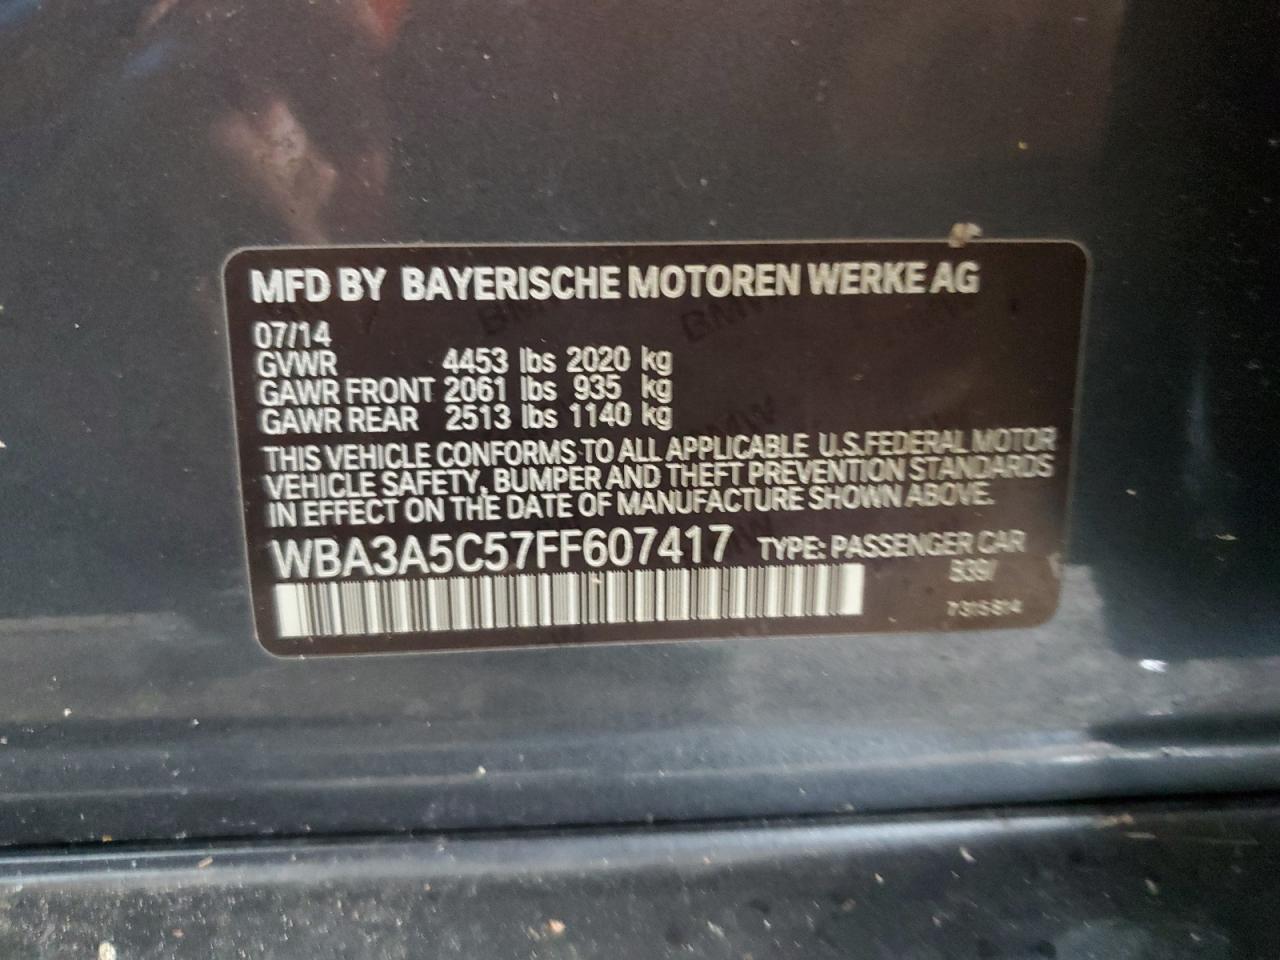 MFD BY BAYERISCHE MOTOREN WERKE AG
07/14
GVWR 4453 lbs 2020 kg
GAWR FRONT 2061 lbs 935 kg
GAWR REAR 2513 lbs 1140 kg
THIS VEHICLE CONFORMS TO ALL APPLICABLE U.S.FEDERAL MOTOR
VEHICLE SAFETY, BUMPER AND THEFT PREVENTION STANDARDS
IN EFFECT ON THE DATE OF MANUFACTURE SHOWN ABOVE.
WBA3A5C57FF607417 TYPE: PASSENGER CAR
7315814